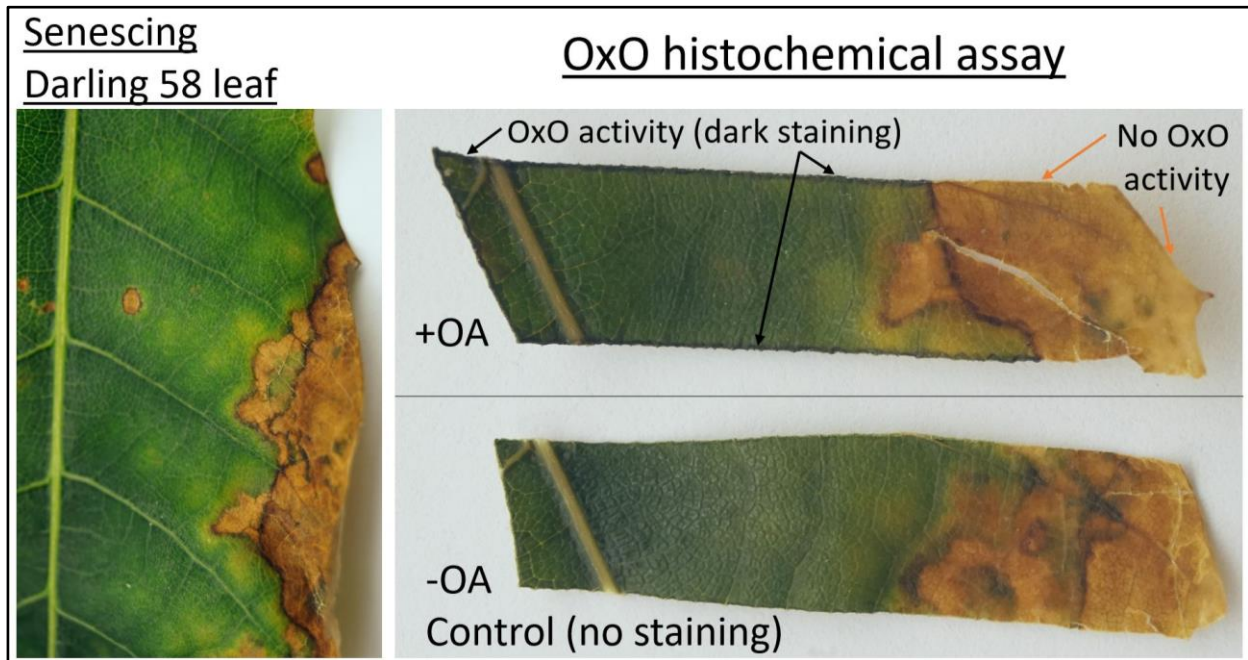 Senescing
Darling 58 leaf
OxO histochemical assay
OxO activity (dark staining)
No OxO
activity
+OA
-OA
Control (no staining)